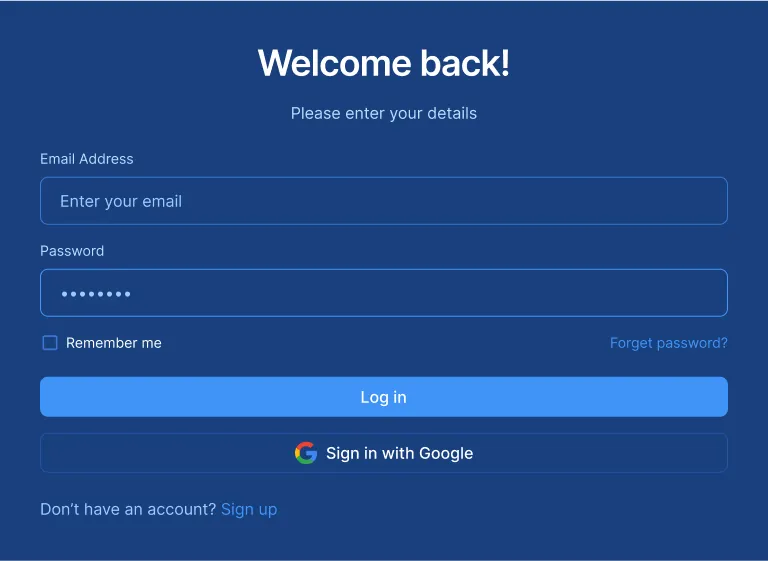 Welcome back!
Please enter your details
Email Address
Enter your email
Password
••••••••
Remember me
Forget password?
Log in
Sign in with Google
Don’t have an account? Sign up